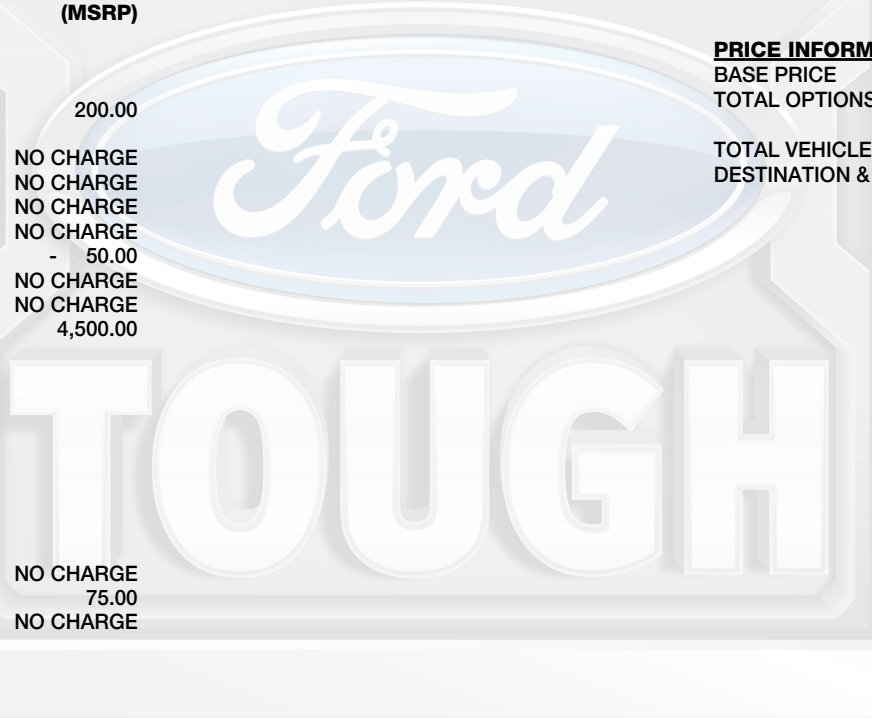 (MSRP)
200.00
NO CHARGE
NO CHARGE
NO CHARGE
NO CHARGE
- 50.00
NO CHARGE
NO CHARGE
4,500.00
NO CHARGE
75.00
NO CHARGE
PRICE INFORM
BASE PRICE
TOTAL OPTIONS
TOTAL VEHICLE
DESTINATION &
Ford
TOUGH